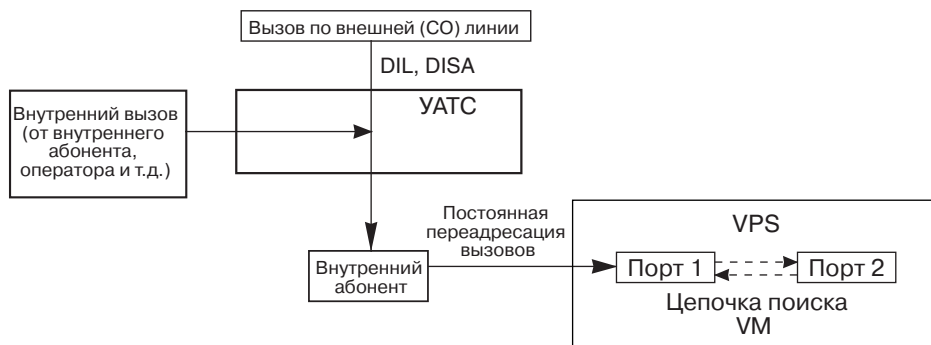 Вызов по внешней (CO) линии
DIL, DISA
УАТС
Внутренний вызов
(от внутреннего
абонента,
оператора и т.д.)
Постоянная
переадресация
вызовов
Внутренний
абонент
VPS
Порт 1
Порт 2
Цепочка поиска
VM